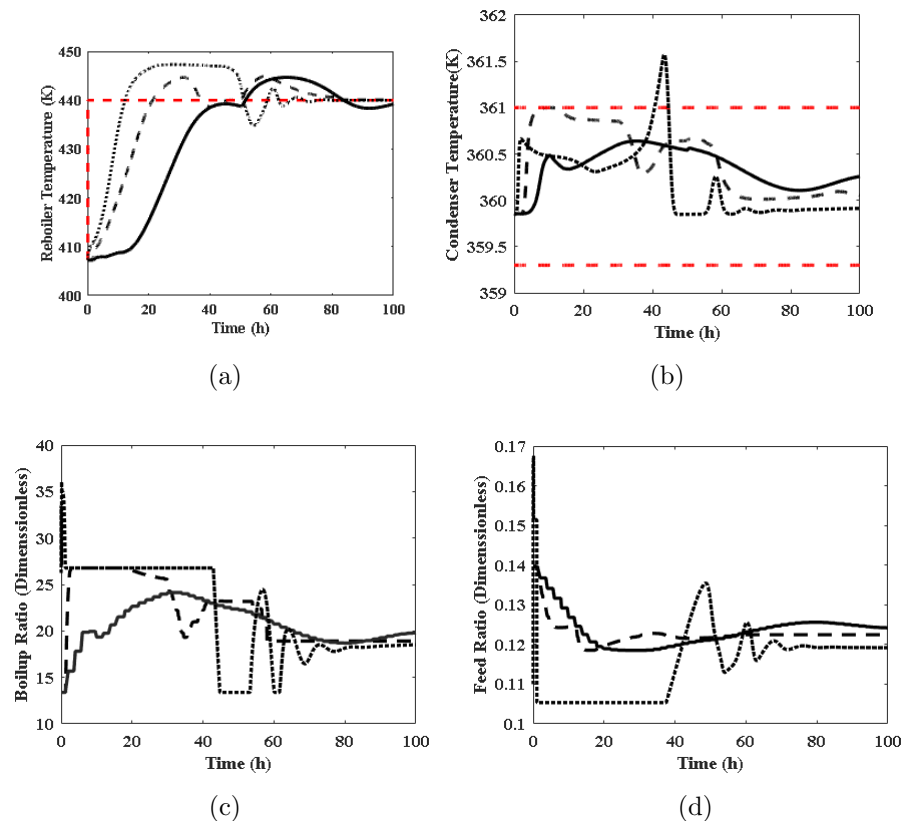 450
440
430
420
410
400
0 20 40 60 80 100
Reboiler Temperature (K)
Time (h)
(a)
362
361.5
361
360.5
360
359.5
359
0 20 40 60 80 100
Condenser Temperature(K)
Time (h)
(b)
40
35
30
25
20
15
10
0 20 40 60 80 100
Boilup Ratio (Dimenssionless)
Time (h)
(c)
0.17
0.16
0.15
0.14
0.13
0.12
0.11
0.1
0 20 40 60 80 100
Feed Ratio (Dimenssionless)
Time (h)
(d)